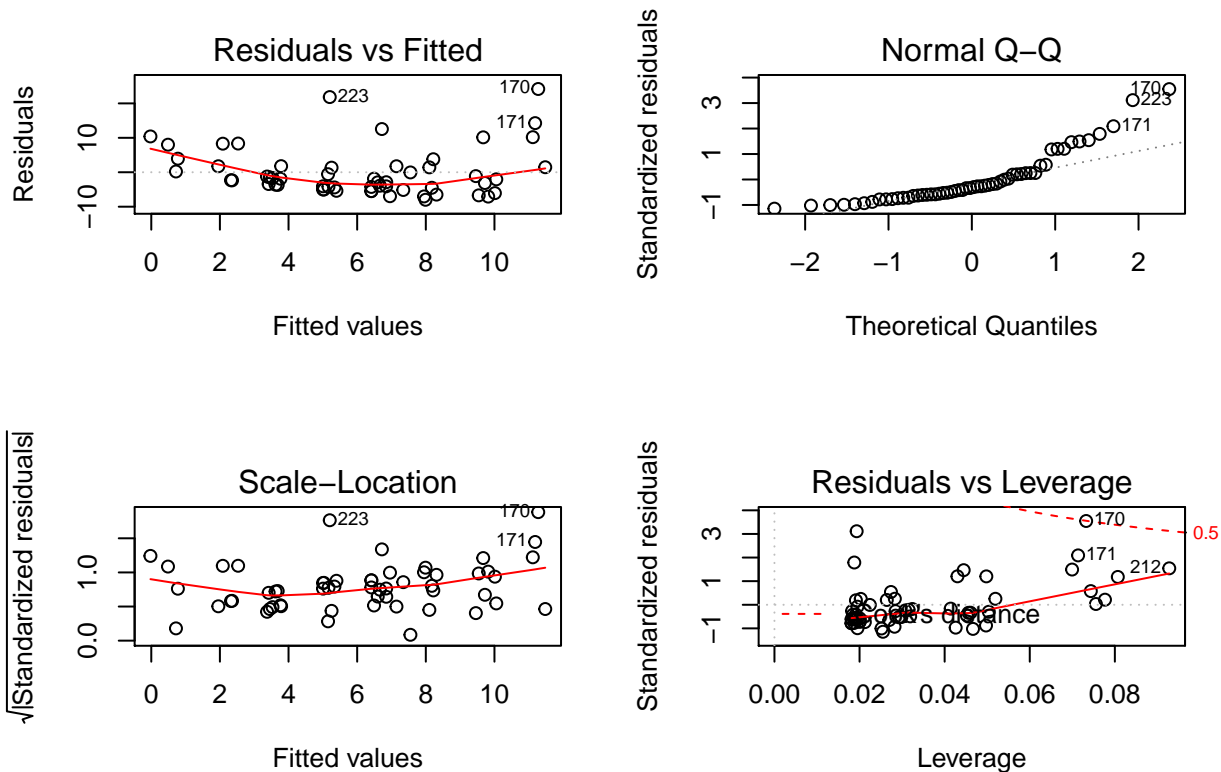 Residuals vs Fitted
Residuals
10
−10
223
170
171
0 2 4 6 8 10
Fitted values
Normal Q−Q
Standardized residuals
3
1
−1
170
223
171
−2 −1 0 1 2
Theoretical Quantiles
Scale−Location
√|Standardized residuals|
1.0
0.0
223
170
171
0 2 4 6 8 10
Fitted values
Residuals vs Leverage
Standardized residuals
3
1
−1
170
0.5
171
212
distance
0.00 0.02 0.04 0.06 0.08
Leverage